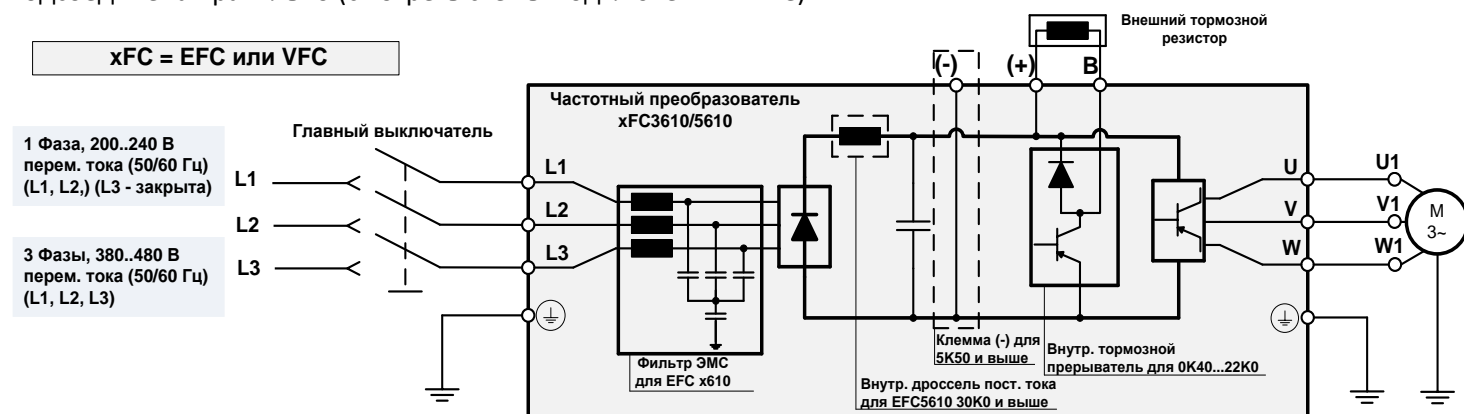 xFC = EFC или VFC
Внешний тормозной
резистор
(-)
(+)
B
Частотный преобразователь
xFC3610/5610
Главный выключатель
1 Фаза, 200..240 В
перем. тока (50/60 Гц)
(L1, L2,) (L3 - закрыта)
3 Фазы, 380..480 В
перем. тока (50/60 Гц)
(L1, L2, L3)
L1
L2
L3
L1
L2
L3
U
V
W
U1
V1
W1
M
3~
Фильтр ЭМС
для EFC x610
Клемма (-) для
5K50 и выше
Внутр. тормозной
прерыватель для 0K40...22K0
Внутр. дроссель пост. тока
для EFC5610 30K0 и выше